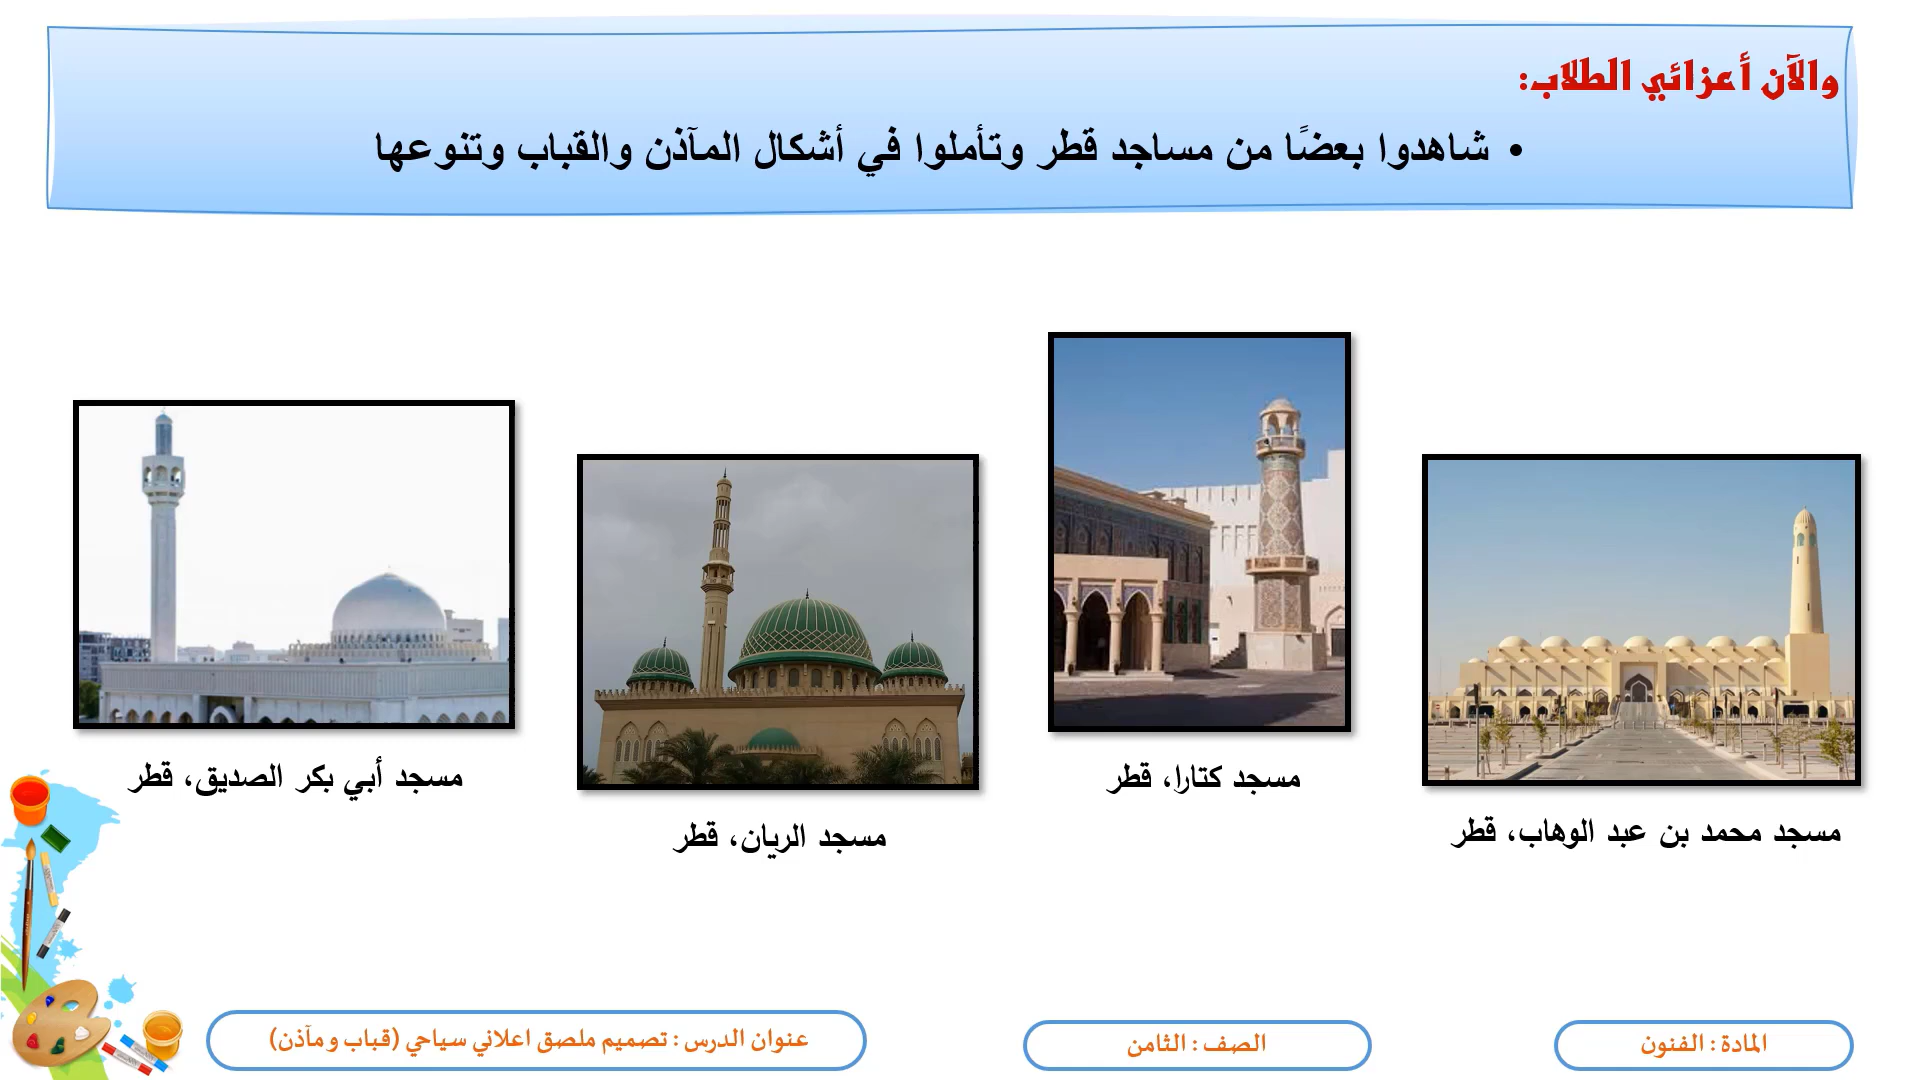 والآن أعزائي الطلاب:
• شاهدوا بعضًا من مساجد قطر وتأملوا في أشكال المآذن والقباب وتنوعها
مسجد محمد بن عبد الوهاب، قطر
مسجد كتارا، قطر
مسجد الريان، قطر
مسجد أبي بكر الصديق، قطر
المادة : الفنون
الصف : الثامن
عنوان الدرس : تصميم ملصق اعلاني سياحي (قباب و مآذن)